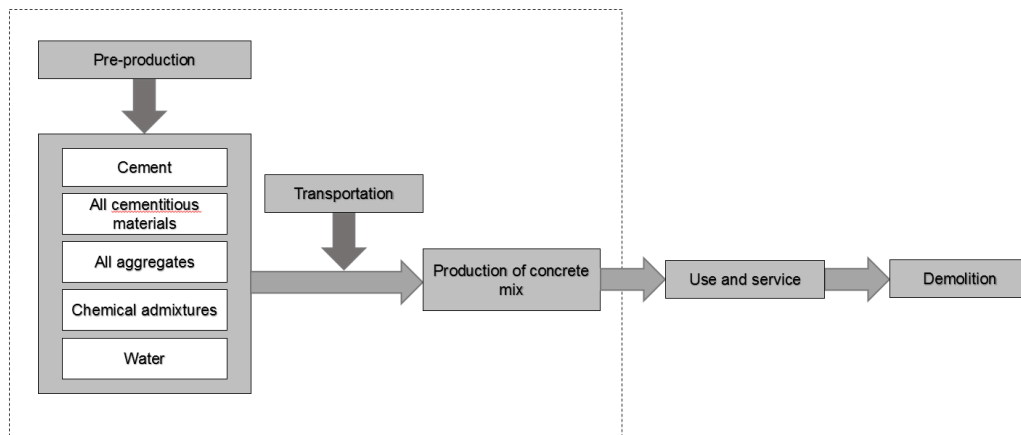 Pre-production
Cement
All cementitious
materials
All aggregates
Chemical admixtures
Water
Transportation
Production of concrete
mix
Use and service
Demolition